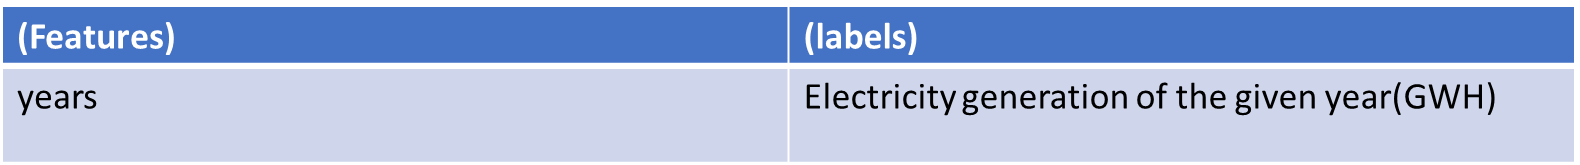 (Features)
(labels)
years
Electricity generation of the given year(GWH)